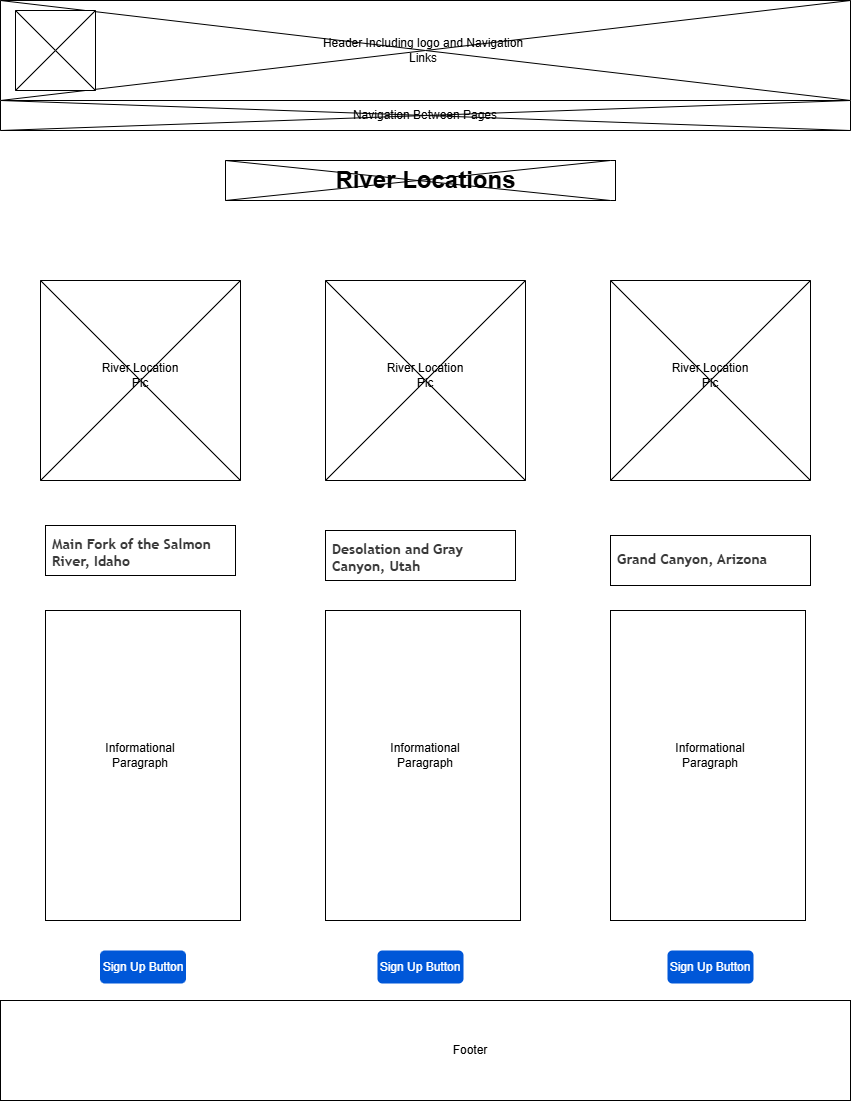 Header Including logo and Navigation
Links
Navigation Between Pages
River Locations
River Location
Pic
River Location
Pic
River Location
Pic
Main Fork of the Salmon
River, Idaho
Desolation and Gray
Canyon, Utah
Grand Canyon, Arizona
Informational
Paragraph
Informational
Paragraph
Informational
Paragraph
Sign Up Button
Sign Up Button
Sign Up Button
Footer